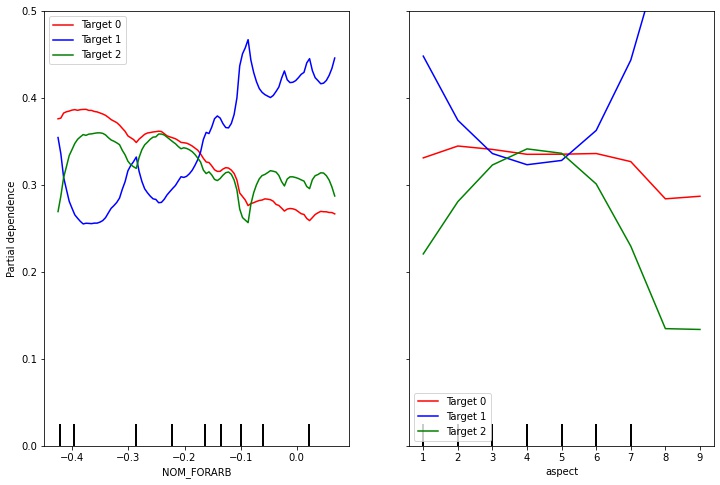 Target 0
Target 1
Target 2
Partial dependence
0.5
0.4
0.3
0.2
0.1
0.0
−0.4
−0.3
−0.2
−0.1
0.0
NOM_FORARB
Target 0
Target 1
Target 2
1
2
3
4
5
6
7
8
9
aspect